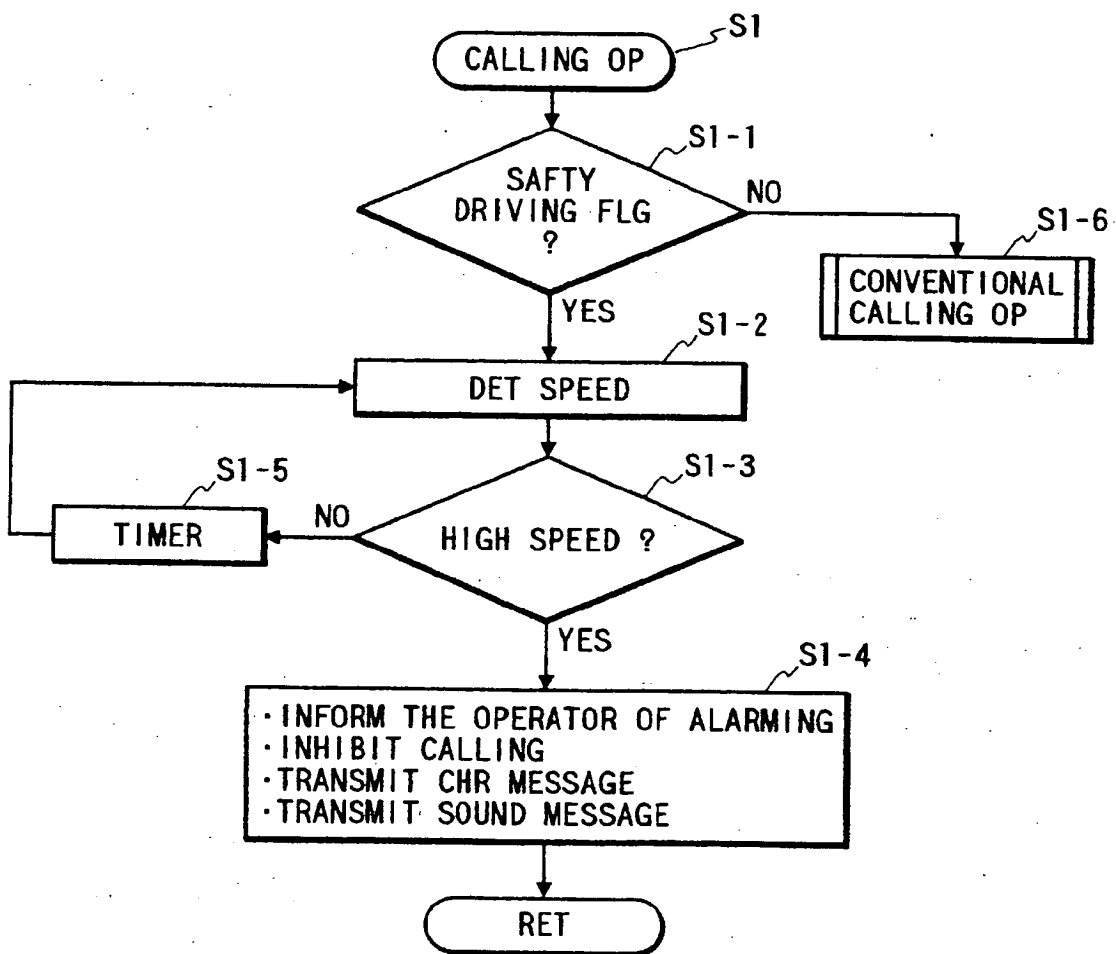 CALLING OP
S1
S1-1
SAFTY
DRIVING FLG
?
NO
S1-6
CONVENTIONAL
CALLING OP
YES
S1-2
DET SPEED
S1-3
S1-5
TIMER
NO
HIGH SPEED ?
YES
S1-4
·INFORM THE OPERATOR OF ALARMING
·INHIBIT CALLING
·TRANSMIT CHR MESSAGE
·TRANSMIT SOUND MESSAGE
RET